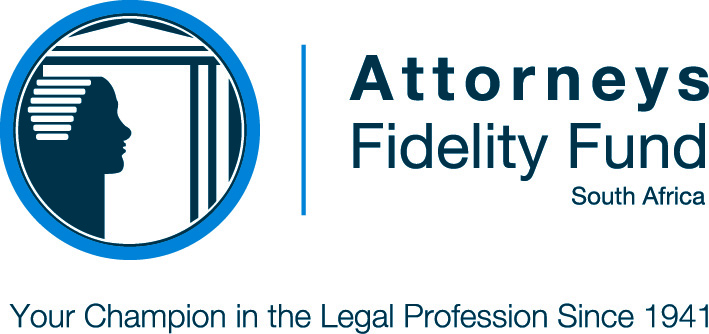 Attorneys
Fidelity Fund
South Africa
Your Champion in the Legal Profession Since 1941